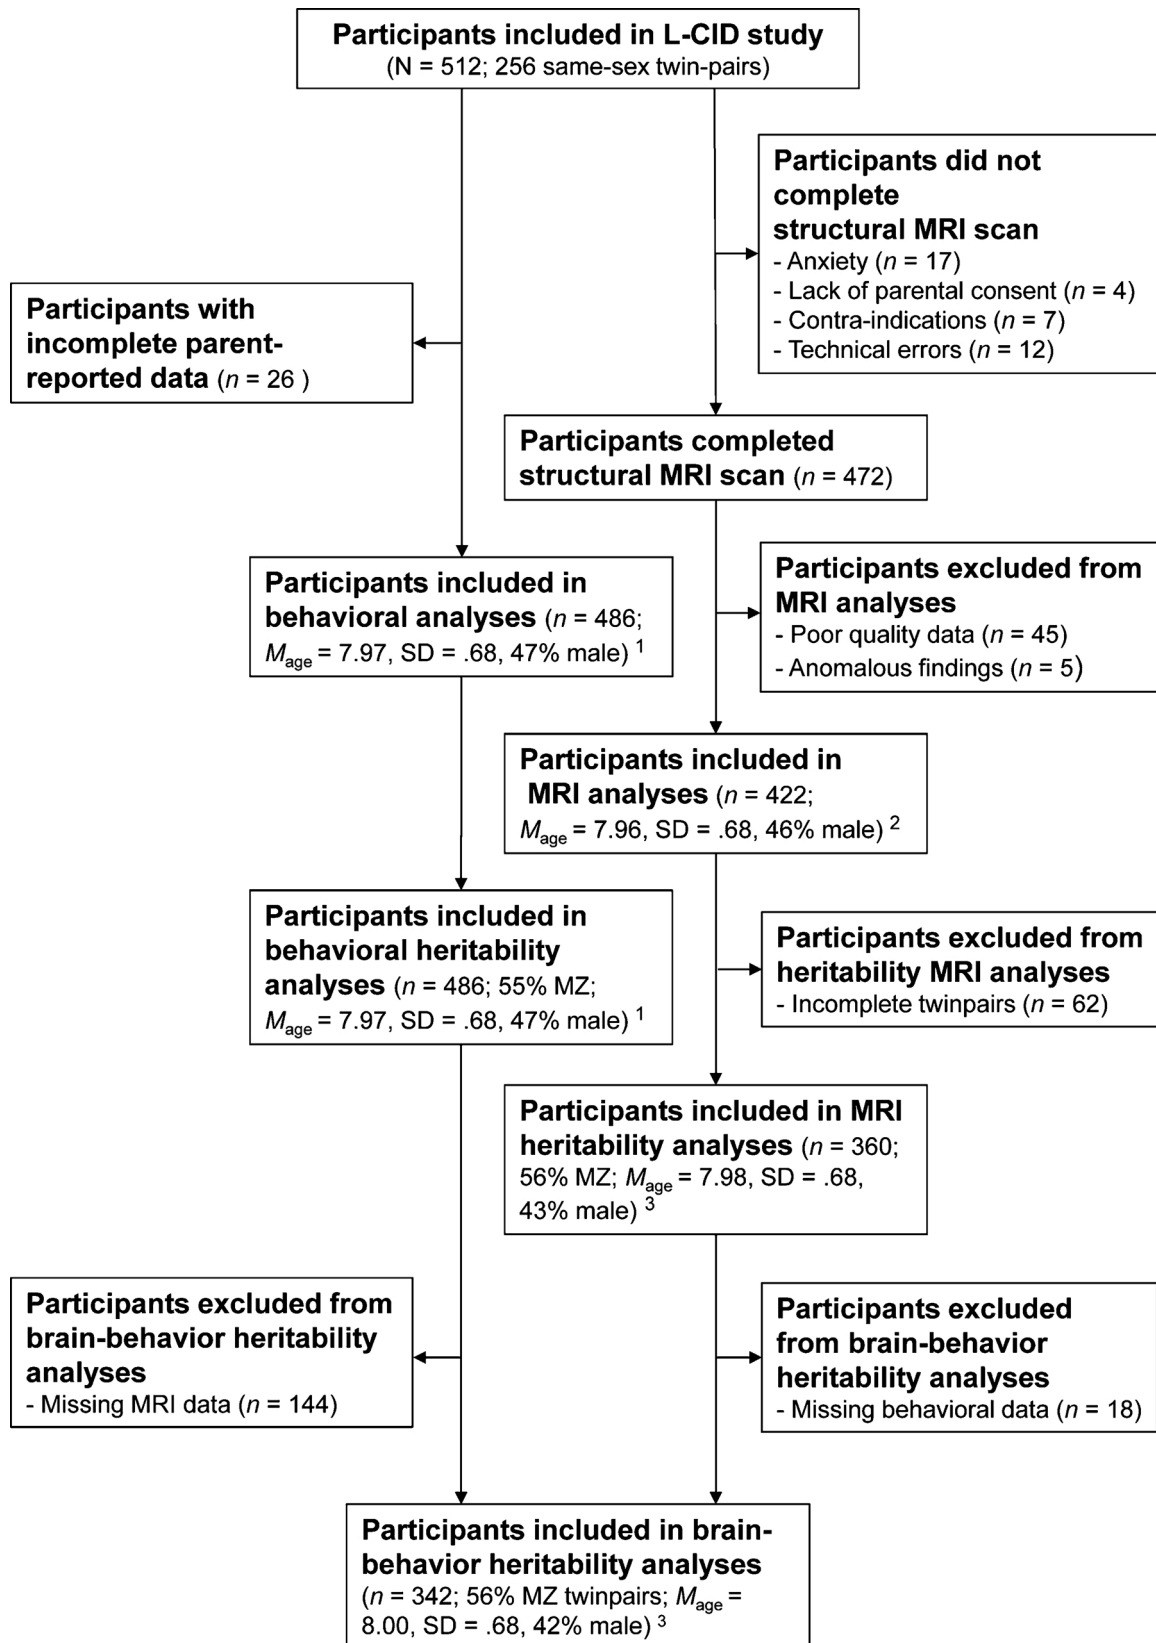 Participants included in L-CID study
(N = 512; 256 same-sex twin-pairs)
Participants did not
complete
structural MRI scan
- Anxiety (n = 17)
- Lack of parental consent (n = 4)
- Contra-indications (n = 7)
- Technical errors (n = 12)
Participants with
incomplete parent-
reported data (n = 26 )
Participants completed
structural MRI scan (n = 472)
Participants included in
behavioral analyses (n = 486;
Mage = 7.97, SD = .68, 47% male) 1
Participants excluded from
MRI analyses
- Poor quality data (n = 45)
- Anomalous findings (n = 5)
Participants included in
MRI analyses (n = 422;
Mage = 7.96, SD = .68, 46% male) 2
Participants included in
behavioral heritability
analyses (n = 486; 55% MZ;
Mage = 7.97, SD = .68, 47% male) 1
Participants excluded from
heritability MRI analyses
- Incomplete twinpairs (n = 62)
Participants included in MRI
heritability analyses (n = 360;
56% MZ; Mage = 7.98, SD = .68,
43% male) 3
Participants excluded from
brain-behavior heritability
analyses
- Missing MRI data (n = 144)
Participants excluded
from brain-behavior
heritability analyses
- Missing behavioral data (n = 18)
Participants included in brain-
behavior heritability analyses
(n = 342; 56% MZ twinpairs; Mage =
8.00, SD = .68, 42% male) 3